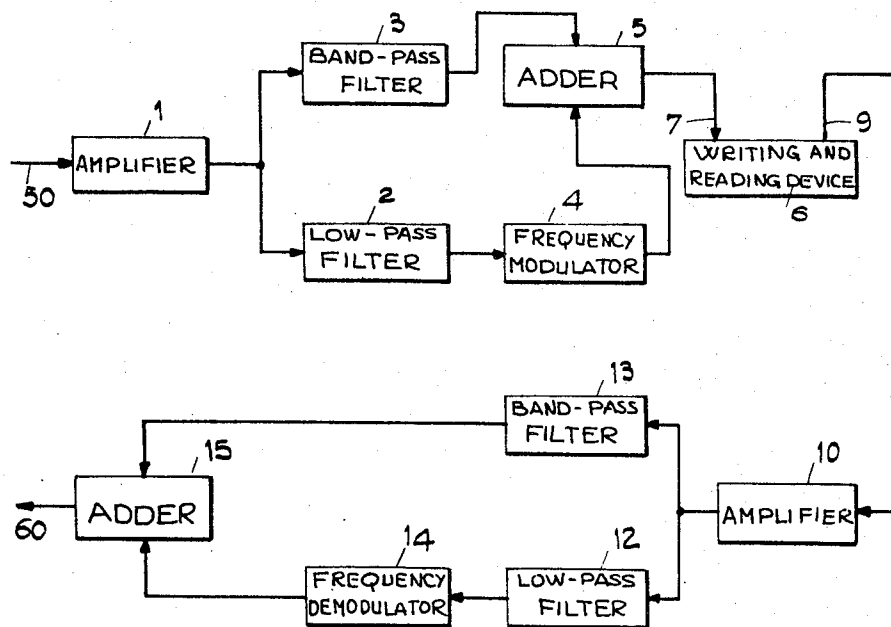 3
BAND-PASS
FILTER
5
ADDER
1
AMPLIFIER
30
7
9
WRITING AND
READING DEVICE
6
2
LOW-PASS
FILTER
4
FREQUENCY
MODULATOR
13
BAND-PASS
FILTER
15
ADDER
60
10
AMPLIFIER
14
FREQUENCY
DEMODULATOR
12
LOW-PASS
FILTER